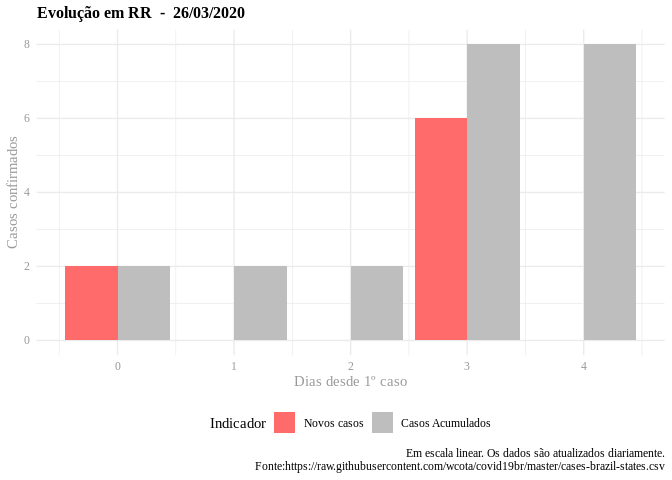 Evolução em RR  -  26/03/2020
Casos confirmados
8
6
4
2
0
0 1 2 3 4
Dias desde 1º caso
Indicador Novos casos Casos Acumulados
Em escala linear. Os dados são atualizados diariamente.
Fonte:https://raw.githubusercontent.com/wcota/covid19br/master/cases-brazil-states.csv